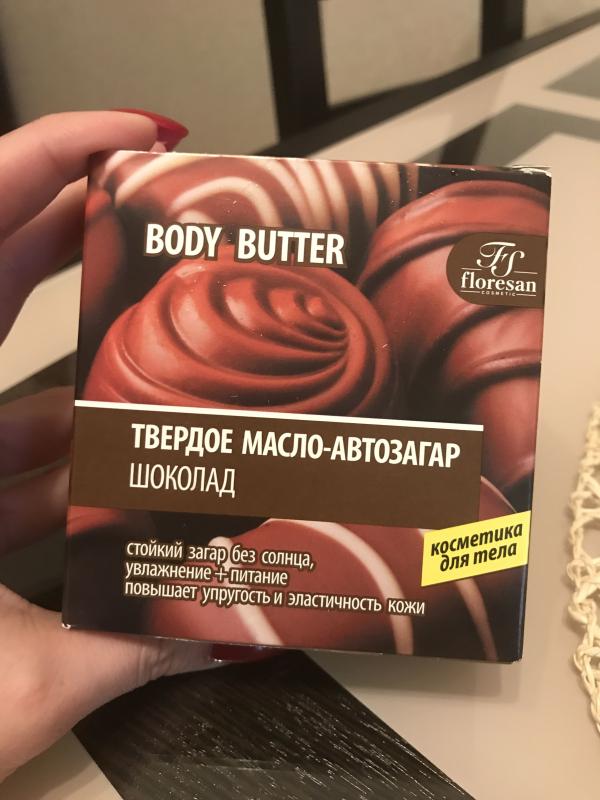 BODY BUTTER
FS
floresan
COSMETIC
ТВЕРДОЕ МАСЛО-АВТОЗАГАР
ШОКОЛАД
косметика
для тела
стойкий загар без солнца,
увлажнение+питание
повышает упругость и эластичность кожи